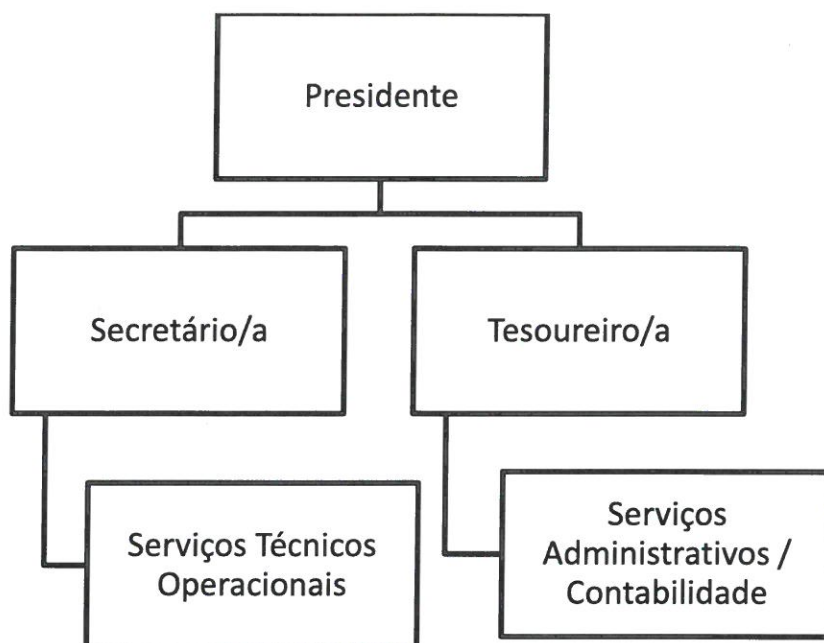 Presidente
Secretário/a
Tesoureiro/a
Serviços Técnicos
Operacionais
Serviços
Administrativos /
Contabilidade